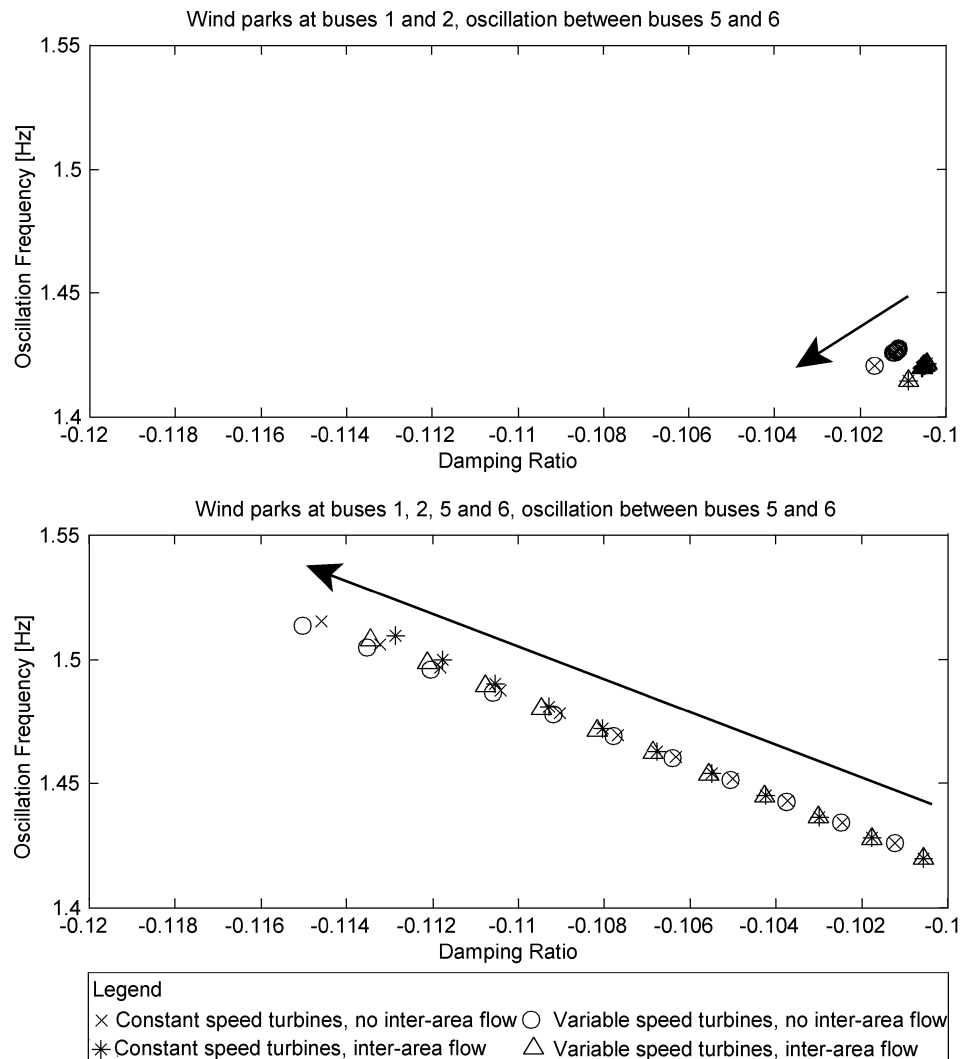 Wind parks at buses 1 and 2, oscillation between buses 5 and 6
1.55
1.5
1.45
1.4
Oscillation Frequency [Hz]
-0.12 -0.118 -0.116 -0.114 -0.112 -0.11 -0.108 -0.106 -0.104 -0.102 -0.1
Damping Ratio
Wind parks at buses 1, 2, 5 and 6, oscillation between buses 5 and 6
1.55
1.5
1.45
1.4
Oscillation Frequency [Hz]
-0.12 -0.118 -0.116 -0.114 -0.112 -0.11 -0.108 -0.106 -0.104 -0.102 -0.1
Damping Ratio
Legend
Constant speed turbines, no inter-area flow Variable speed turbines, no inter-area flow
Constant speed turbines, inter-area flow Variable speed turbines, inter-area flow